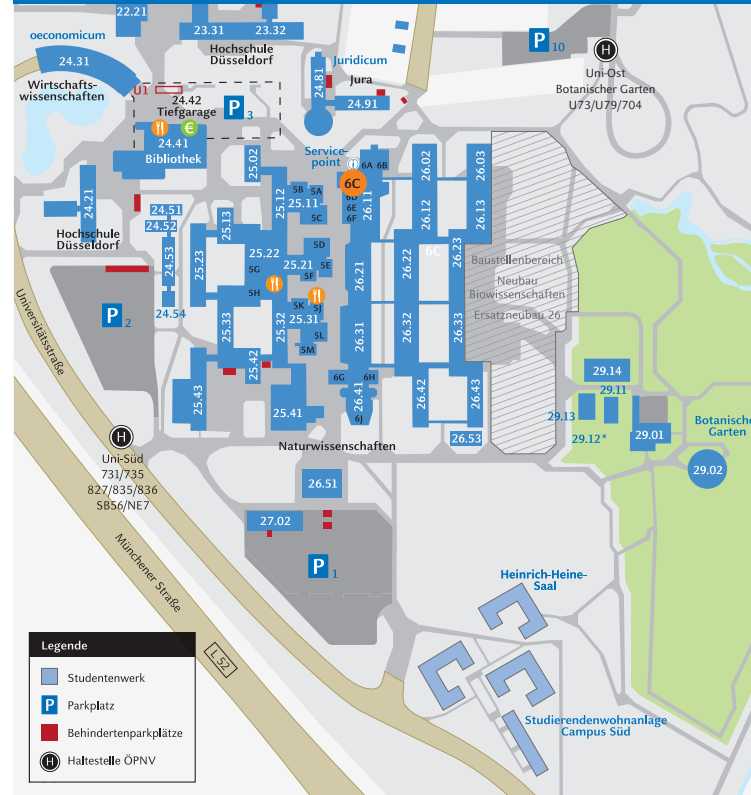 22.21
23.31
23.32
oeconomicum
24.31
Hochschule
Düsseldorf
Juridicum
P 10
H
Uni-Ost
Botanischer Garten
U73/U79/704
Wirtschafts-
wissenschaften
U1
24.42
Tiefgarage
P 3
24.81
Jura
24.91
€
24.41
Bibliothek
Service-
point
i
6A
6B
6C
6D
6E
6F
26.11
25.02
26.02
26.03
24.21
Hochschule
Düsseldorf
24.51
24.52
24.53
24.54
25.13
25.12
5B
5A
25.11
5C
26.12
26.13
25.23
25.22
5G
5H
5D
25.21
5E
5F
26.21
26.22
6C
26.23
Baustellenbereich
Neubau
Biowissenschaften
Ersatzneubau 26
P 2
25.33
25.32
5K
5J
25.31
5L
5M
26.31
26.32
26.33
Universitätsstraße
25.43
25.42
25.41
6G
6H
26.41
6J
26.42
26.43
26.53
29.14
29.11
29.13
29.12
29.01
Botanische
Garten
29.02
H
Uni-Süd
731/735
827/835/836
SB56/NE7
Naturwissenschaften
26.51
27.02
P 1
Münchener Straße
L 52
Heinrich-Heine-
Saal
Studierendenwohnanlage
Campus Süd
Legende
Studentenwerk
P Parkplatz
Behindertenparkplätze
H Haltestelle ÖPNV